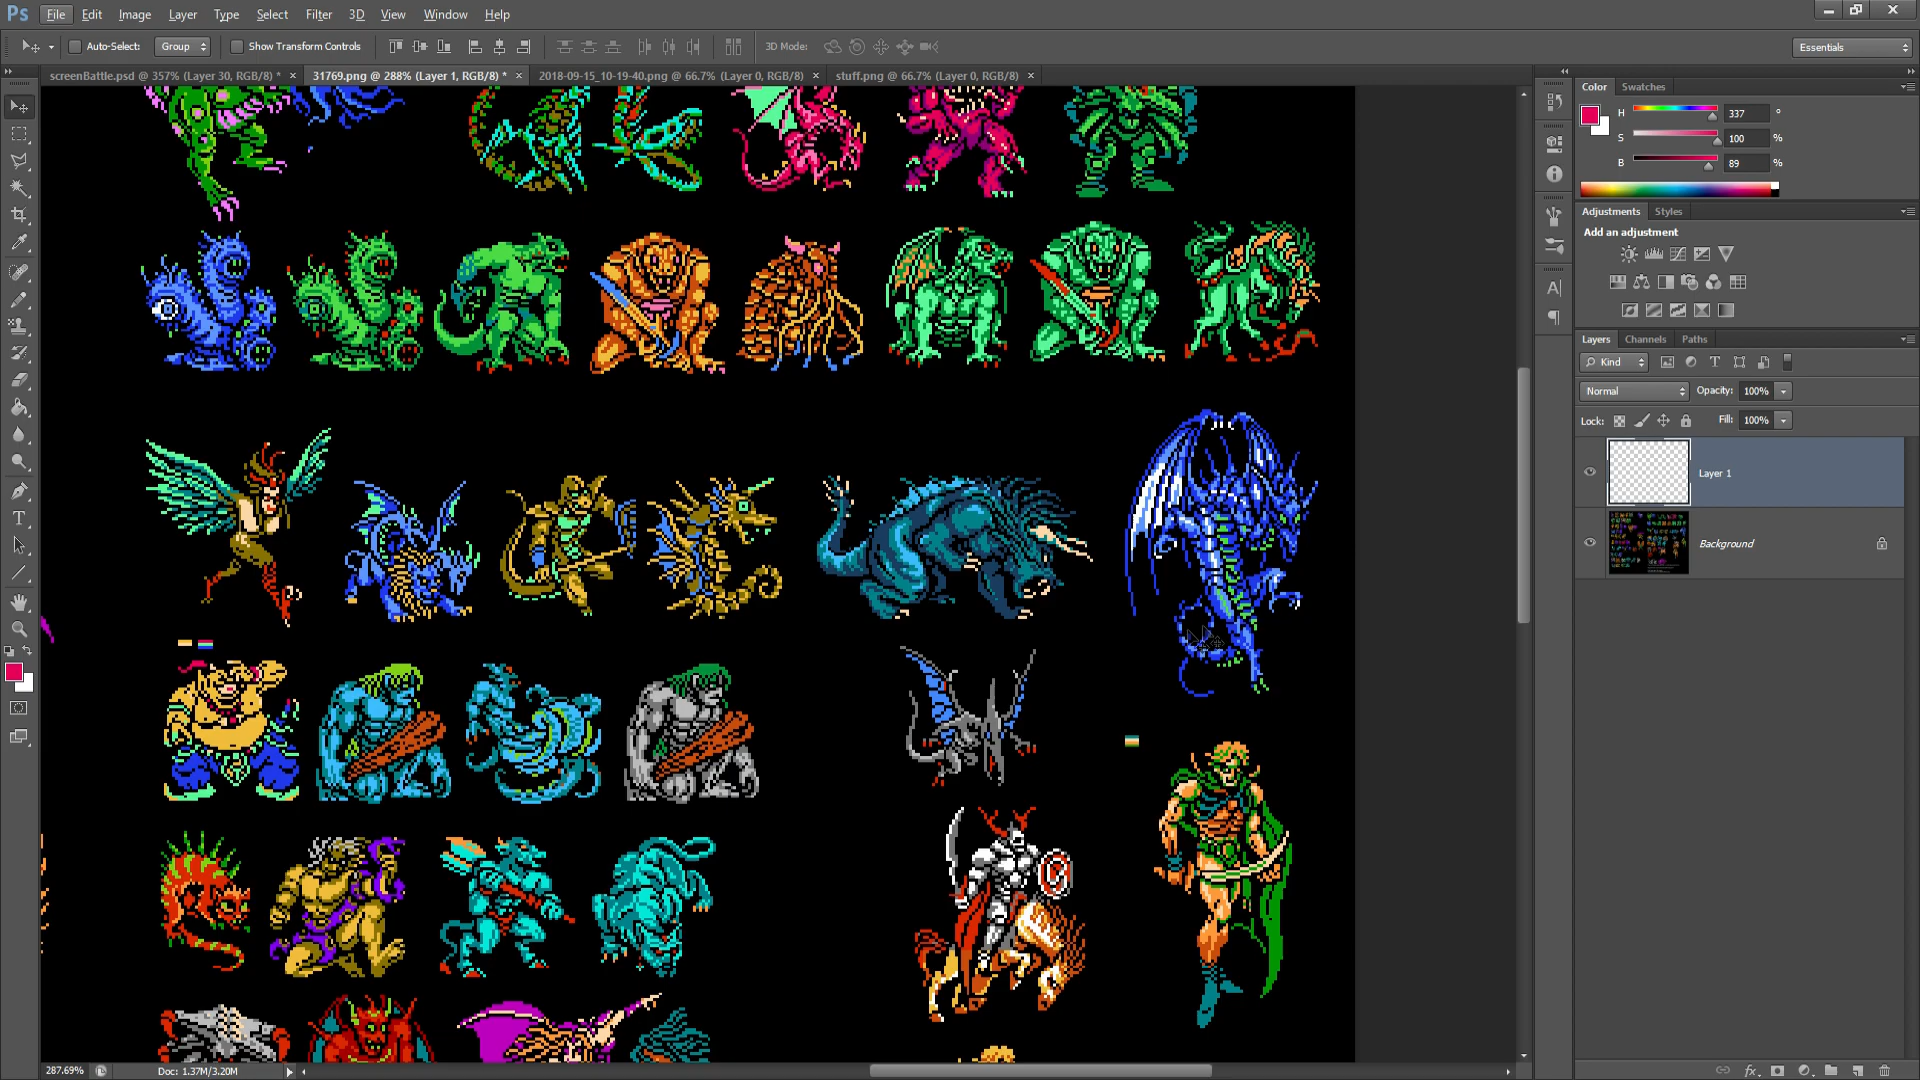 Ps File Edit Image Layer Type Select Filter 3D View Window Help
Auto-Select: Group Show Transform Controls 3D Mode: Essentials
screenBattle.psd @ 357% (Layer 30, RGB/8) * × 31769.png @ 288% (Layer 1, RGB/8) * × 2018-09-15_10-19-40.png @ 66.7% (Layer 0, RGB/8) × stuff.png @ 66.7% (Layer 0, RGB/8) ×
Color Swatches
H 337 °
S 100 %
B 89 %
Adjustments Styles
Add an adjustment
Layers Channels Paths
Kind
Normal Opacity: 100%
Lock: Fill: 100%
Layer 1
Background
287.69% Doc: 1.37M/3.20M